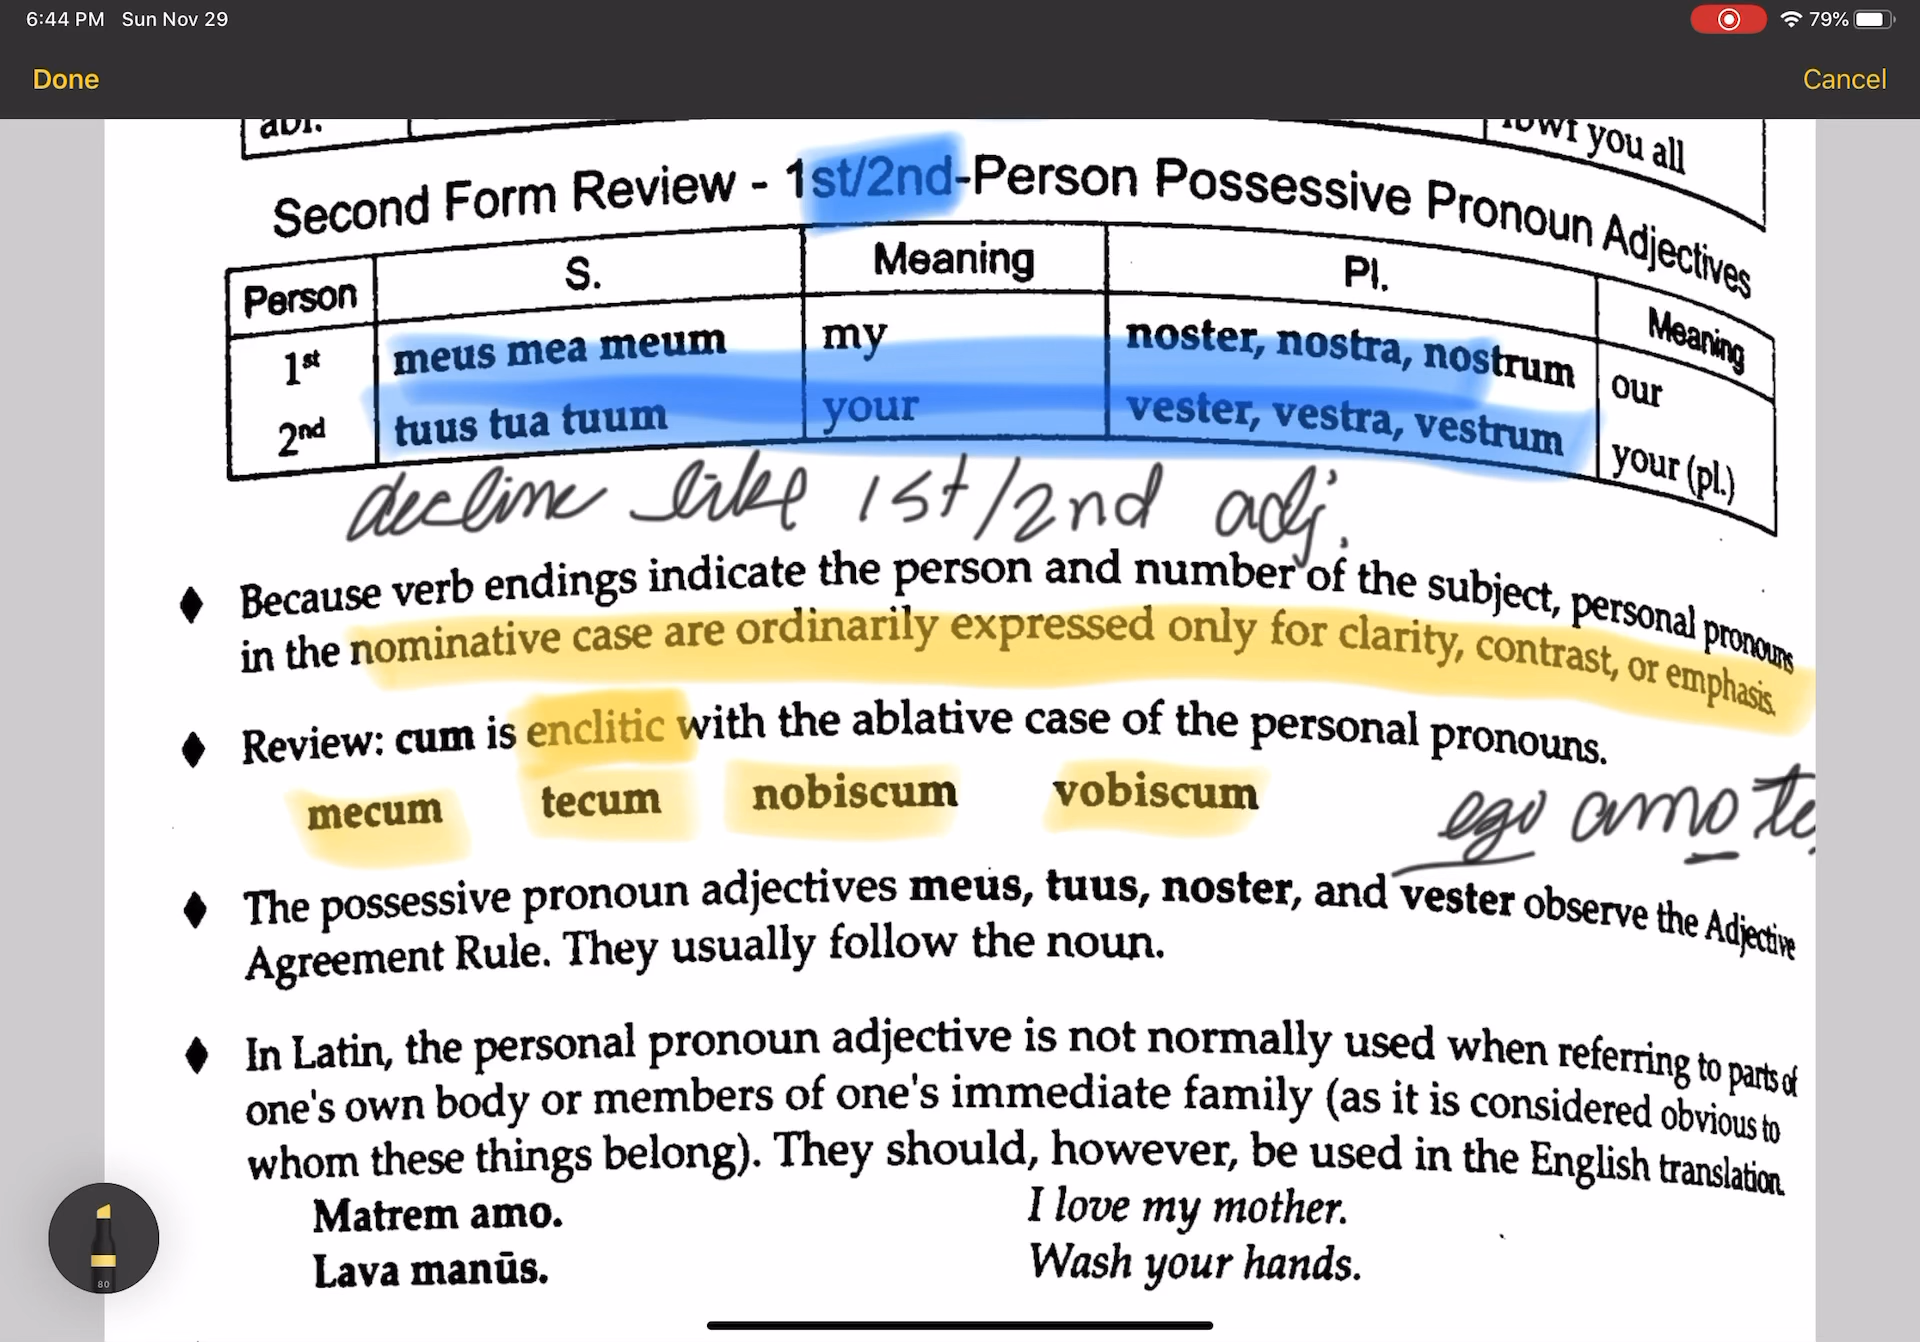 6:44 PM Sun Nov 29 79%
Done Cancel
abl. you all
Second Form Review - 1st/2nd-Person Possessive Pronoun Adjectives
Person S. Meaning Pl. Meaning
1st meus mea meum my noster, nostra, nostrum our
2nd tuus tua tuum your vester, vestra, vestrum your (pl.)
decline like 1st/2nd adj.
Because verb endings indicate the person and number of the subject, personal pronouns
in the nominative case are ordinarily expressed only for clarity, contrast, or emphasis.
Review: cum is enclitic with the ablative case of the personal pronouns.
mecum tecum nobiscum vobiscum
ego amo te
The possessive pronoun adjectives meus, tuus, noster, and vester observe the Adjective
Agreement Rule. They usually follow the noun.
In Latin, the personal pronoun adjective is not normally used when referring to parts of
one's own body or members of one's immediate family (as it is considered obvious to
whom these things belong). They should, however, be used in the English translation.
Matrem amo. I love my mother.
Lava manūs. Wash your hands.
80